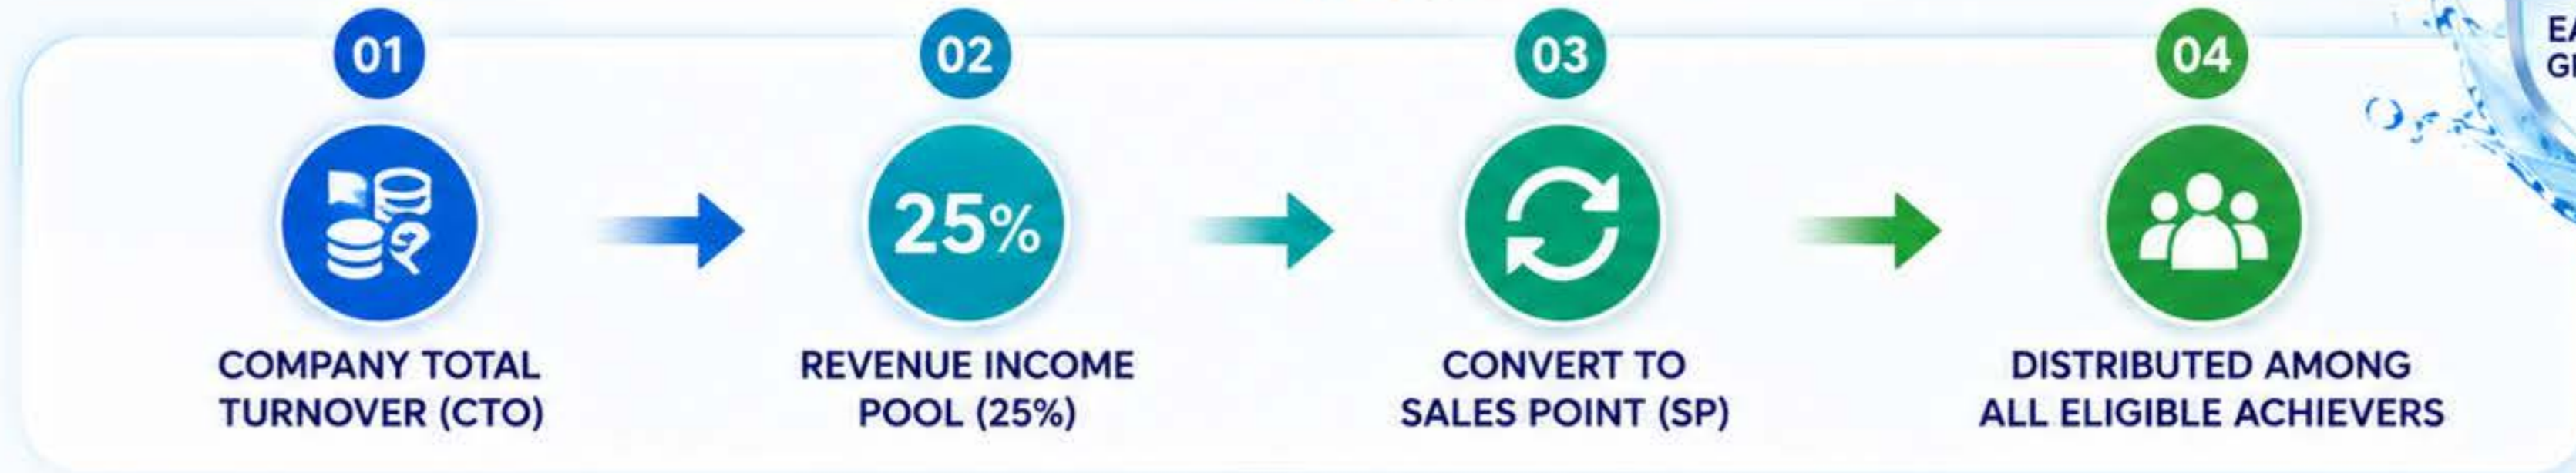 01
02
03
04
25%
COMPANY TOTAL
TURNOVER (CTO)
REVENUE INCOME
POOL (25%)
CONVERT TO
SALES POINT (SP)
DISTRIBUTED AMONG
ALL ELIGIBLE ACHIEVERS